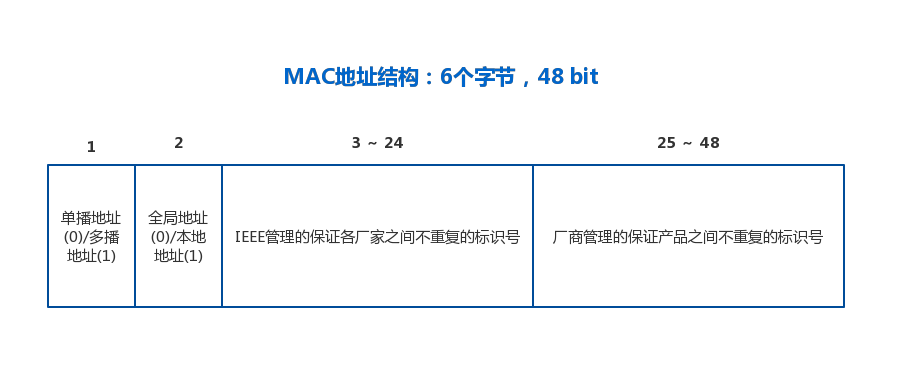 MAC地址结构：6个字节，48 bit
1
2
3 ~ 24
25 ~ 48
单播地址
(0)/多播
地址(1)
全局地址
(0)/本地
地址(1)
IEEE管理的保证各厂家之间不重复的标识号
厂商管理的保证产品之间不重复的标识号